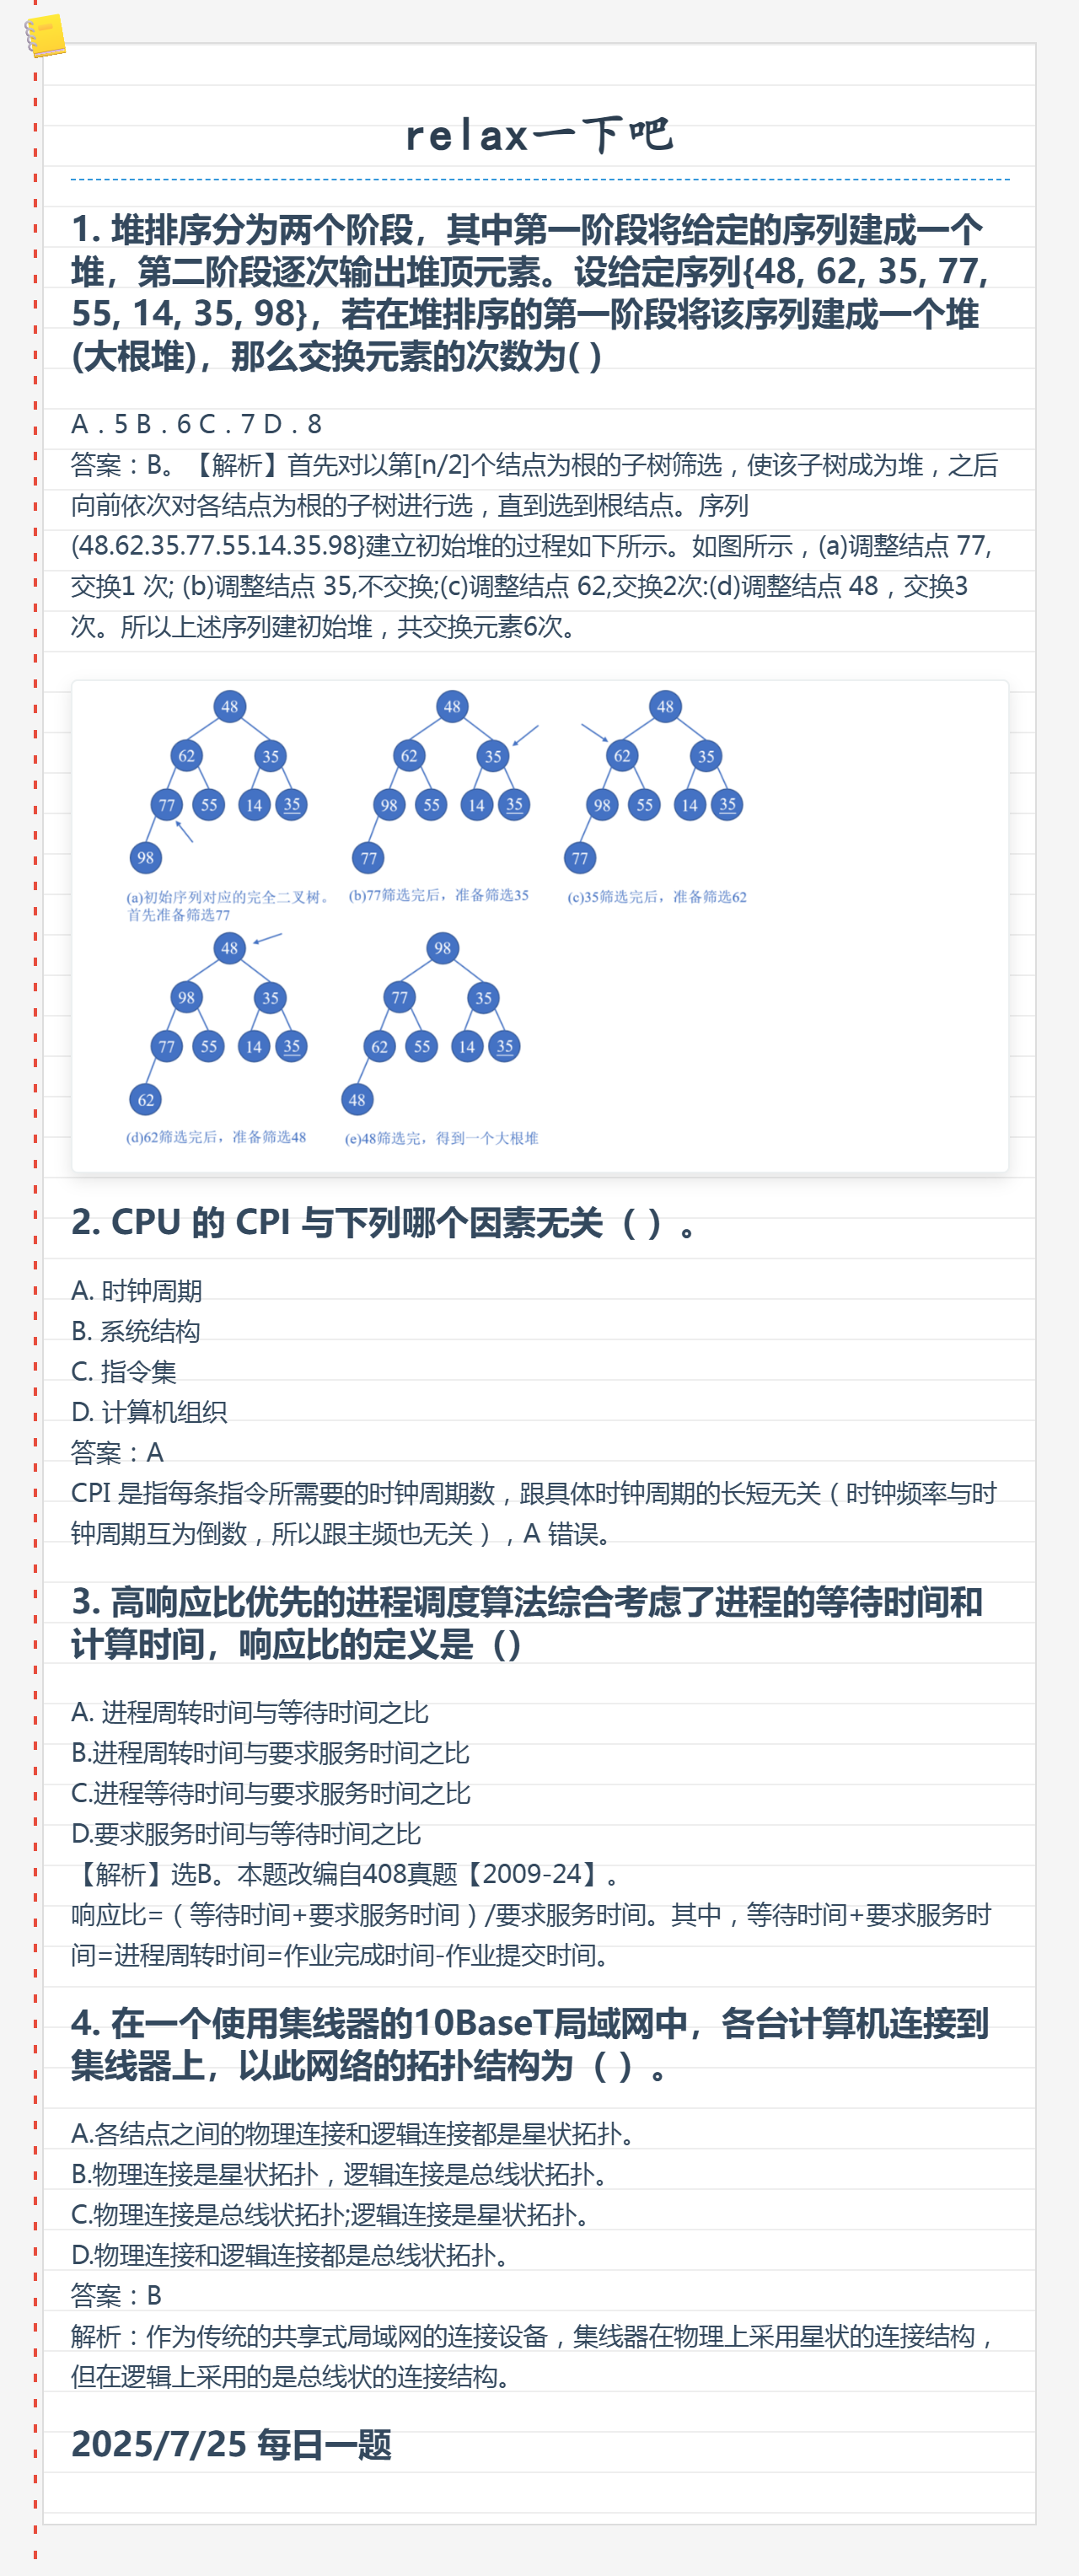 relax一下吧
1. 堆排序分为两个阶段，其中第一阶段将给定的序列建成一个
堆，第二阶段逐次输出堆顶元素。设给定序列{48, 62, 35, 77,
55, 14, 35, 98}，若在堆排序的第一阶段将该序列建成一个堆
(大根堆)，那么交换元素的次数为( )
A．5 B．6 C．7 D．8
答案：B。【解析】首先对以第[n/2]个结点为根的子树筛选，使该子树成为堆，之后
向前依次对各结点为根的子树进行选，直到选到根结点。序列
(48.62.35.77.55.14.35.98}建立初始堆的过程如下所示。如图所示，(a)调整结点 77,
交换1 次; (b)调整结点 35,不交换;(c)调整结点 62,交换2次:(d)调整结点 48，交换3
次。所以上述序列建初始堆，共交换元素6次。
48 48 48
62 35 62 35 62 35
77 55 14 35 98 55 14 35 98 55 14 35
98 77 77
(a)初始序列对应的完全二叉树。 (b)77筛选完后，准备筛选35 (c)35筛选完后，准备筛选62
首先准备筛选77
48 98
98 35 77 35
77 55 14 35 62 55 14 35
62 48
(d)62筛选完后，准备筛选48 (e)48筛选完，得到一个大根堆
2. CPU 的 CPI 与下列哪个因素无关（ ）。
A. 时钟周期
B. 系统结构
C. 指令集
D. 计算机组织
答案：A
CPI 是指每条指令所需要的时钟周期数，跟具体时钟周期的长短无关（时钟频率与时
钟周期互为倒数，所以跟主频也无关），A 错误。
3. 高响应比优先的进程调度算法综合考虑了进程的等待时间和
计算时间，响应比的定义是（）
A. 进程周转时间与等待时间之比
B.进程周转时间与要求服务时间之比
C.进程等待时间与要求服务时间之比
D.要求服务时间与等待时间之比
【解析】选B。本题改编自408真题【2009-24】。
响应比=（等待时间+要求服务时间）/要求服务时间。其中，等待时间+要求服务时
间=进程周转时间=作业完成时间-作业提交时间。
4. 在一个使用集线器的10BaseT局域网中，各台计算机连接到
集线器上，以此网络的拓扑结构为（ ）。
A.各结点之间的物理连接和逻辑连接都是星状拓扑。
B.物理连接是星状拓扑，逻辑连接是总线状拓扑。
C.物理连接是总线状拓扑;逻辑连接是星状拓扑。
D.物理连接和逻辑连接都是总线状拓扑。
答案：B
解析：作为传统的共享式局域网的连接设备，集线器在物理上采用星状的连接结构，
但在逻辑上采用的是总线状的连接结构。
2025/7/25 每日一题